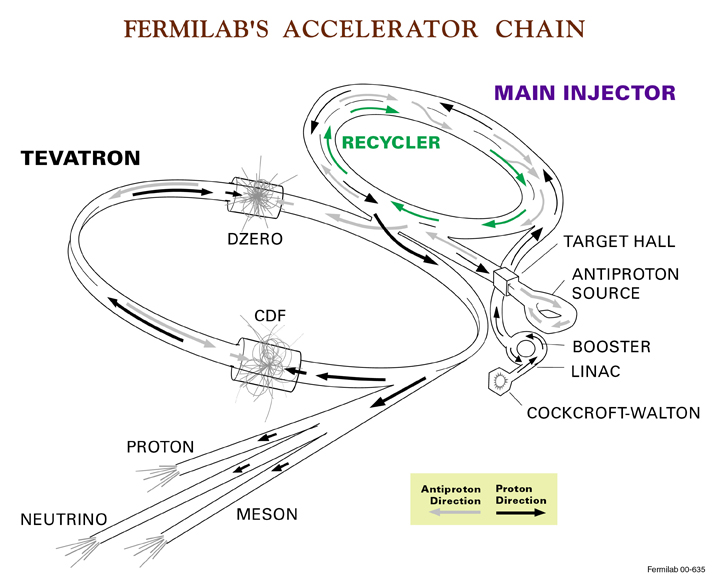 FERMILAB'S ACCELERATOR CHAIN
MAIN INJECTOR
RECYCLER
TEVATRON
DZERO
TARGET HALL
ANTIPROTON
SOURCE
CDF
BOOSTER
LINAC
COCKCROFT-WALTON
PROTON
NEUTRINO
MESON
Antiproton
Direction
Proton
Direction
Fermilab 00-635